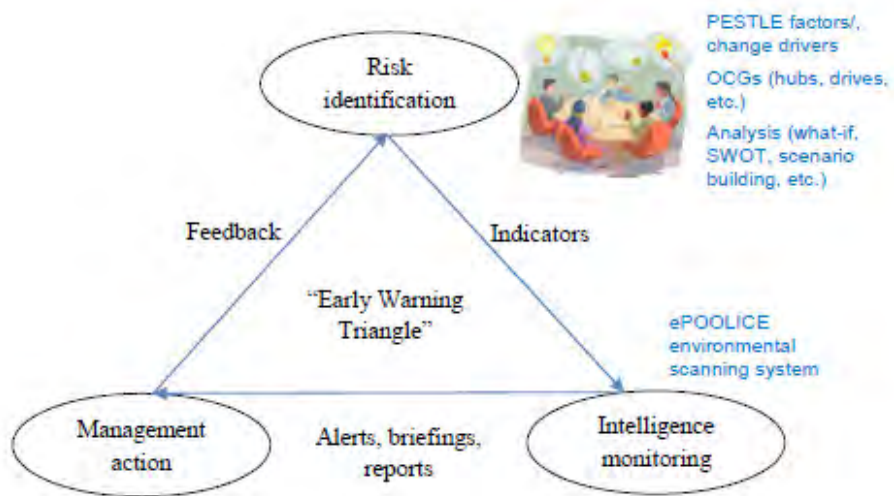 PESTLE factors/,
change drivers
OCGs (hubs, drives,
etc.)
Analysis (what-if,
SWOT, scenario
building, etc.)
Risk
identification
Feedback
Indicators
“Early Warning
Triangle”
ePOOLICE
environmental
scanning system
Management
action
Alerts, briefings,
reports
Intelligence
monitoring